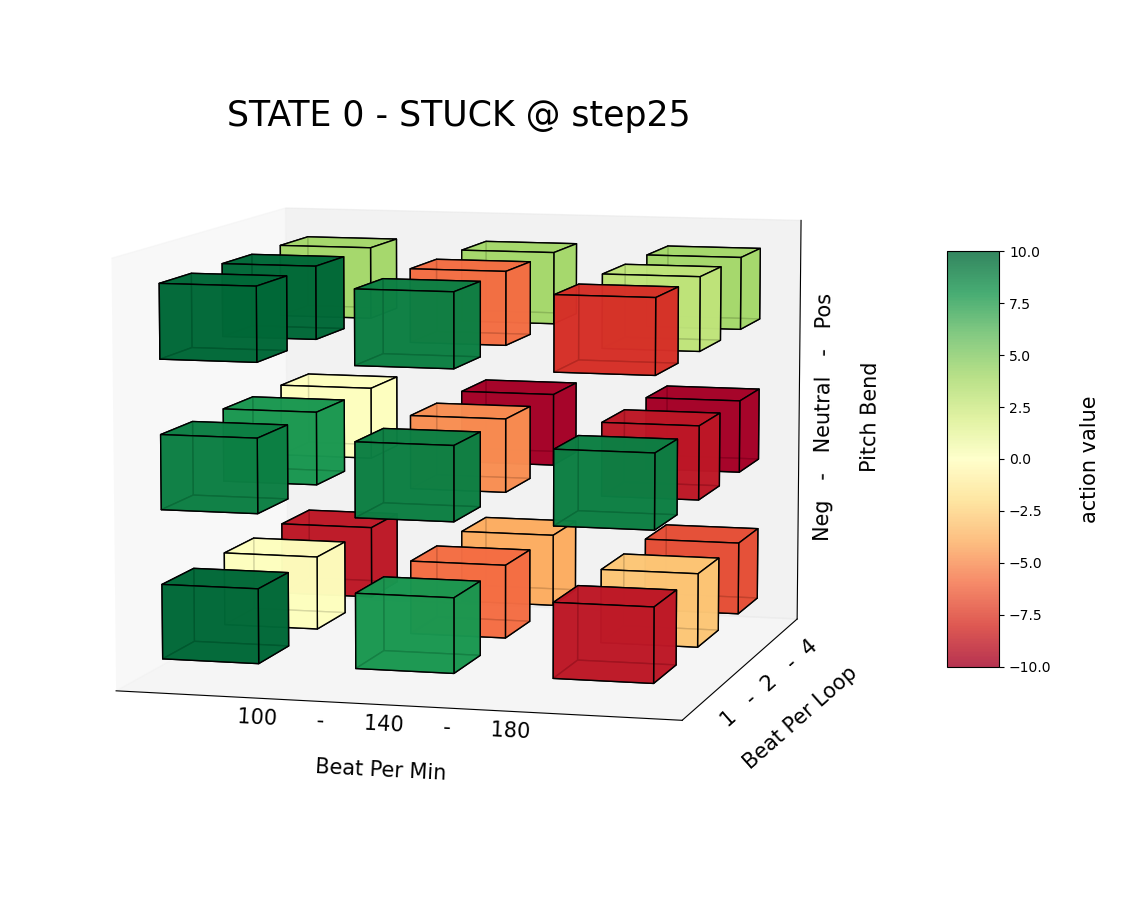 STATE 0 - STUCK @ step25
Neg - Neutral - Pos
Pitch Bend
100 - 140 - 180
Beat Per Min
1 - 2 - 4
Beat Per Loop
10.0
7.5
5.0
2.5
0.0
−2.5
−5.0
−7.5
−10.0
action value